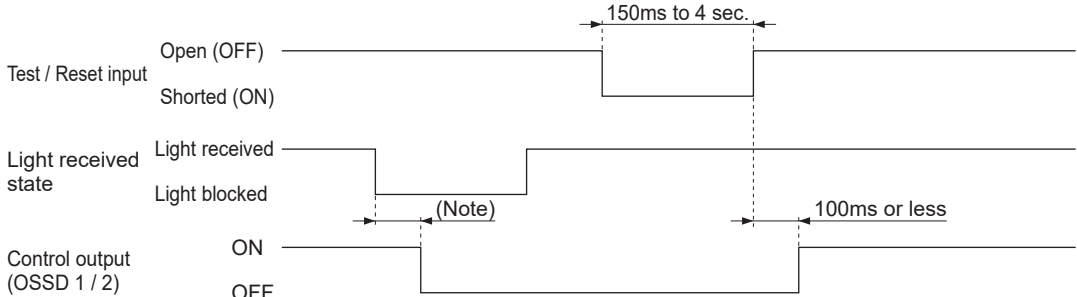 150ms to 4 sec.
Open (OFF)
Test / Reset input
Shorted (ON)
Light received
Light received
state
Light blocked
(Note)
100ms or less
ON
Control output
(OSSD 1 / 2)
OFF